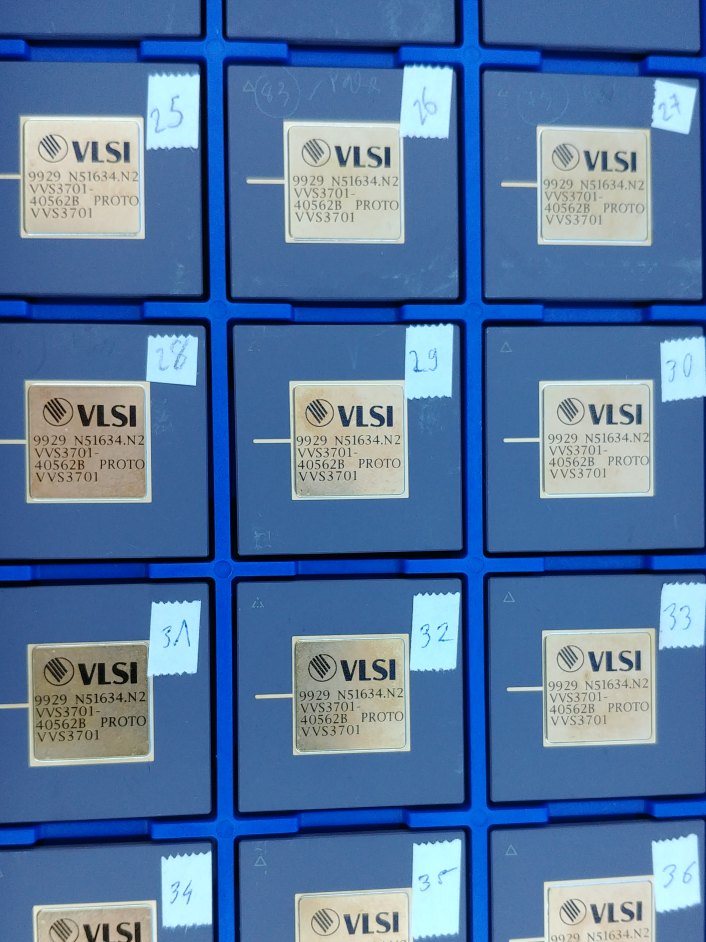 25
VLSI
9929 N51634.N2
VVS3701-
40562B PROTO
VVS3701
83
26
VLSI
9929 N51634.N2
VVS3701-
40562B PROTO
VVS3701
27
VLSI
9929 N51634.N2
VVS3701-
40562B PROTO
VVS3701
28
VLSI
9929 N51634.N2
VVS3701-
40562B PROTO
VVS3701
29
VLSI
9929 N51634.N2
VVS3701-
40562B PROTO
VVS3701
30
VLSI
9929 N51634.N2
VVS3701-
40562B PROTO
VVS3701
31
VLSI
9929 N51634.N2
VVS3701-
40562B PROTO
VVS3701
32
VLSI
9929 N51634.N2
VVS3701-
40562B PROTO
VVS3701
33
VLSI
9929 N51634.N2
VVS3701-
40562B PROTO
VVS3701
34
VLSI
35
VLSI
36
VLSI
9929 N51634.N2